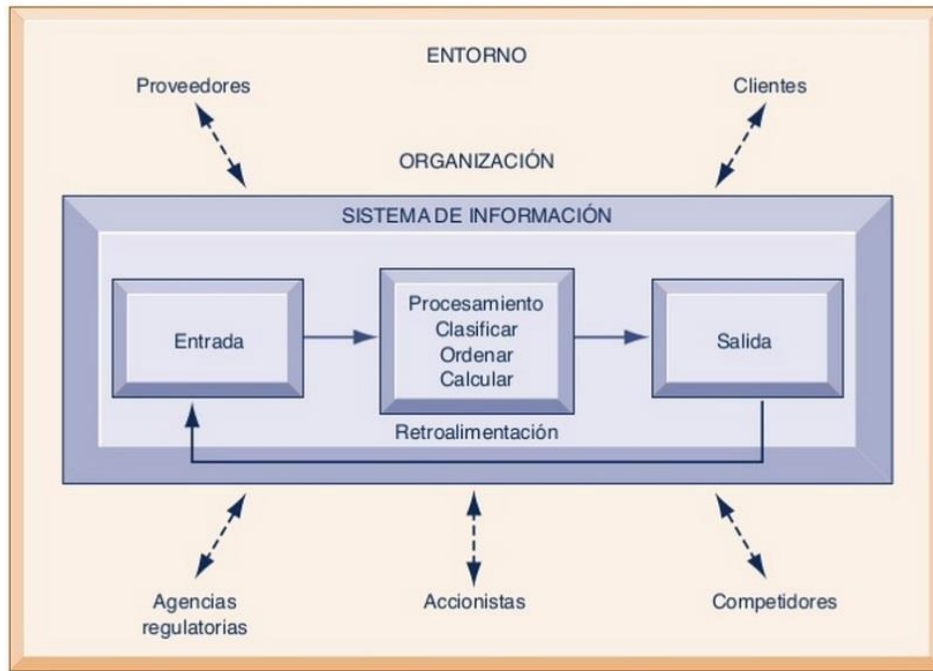 ENTORNO
Proveedores
Clientes
ORGANIZACIÓN
SISTEMA DE INFORMACIÓN
Entrada
Procesamiento
Clasificar
Ordenar
Calcular
Salida
Retroalimentación
Agencias
regulatorias
Accionistas
Competidores